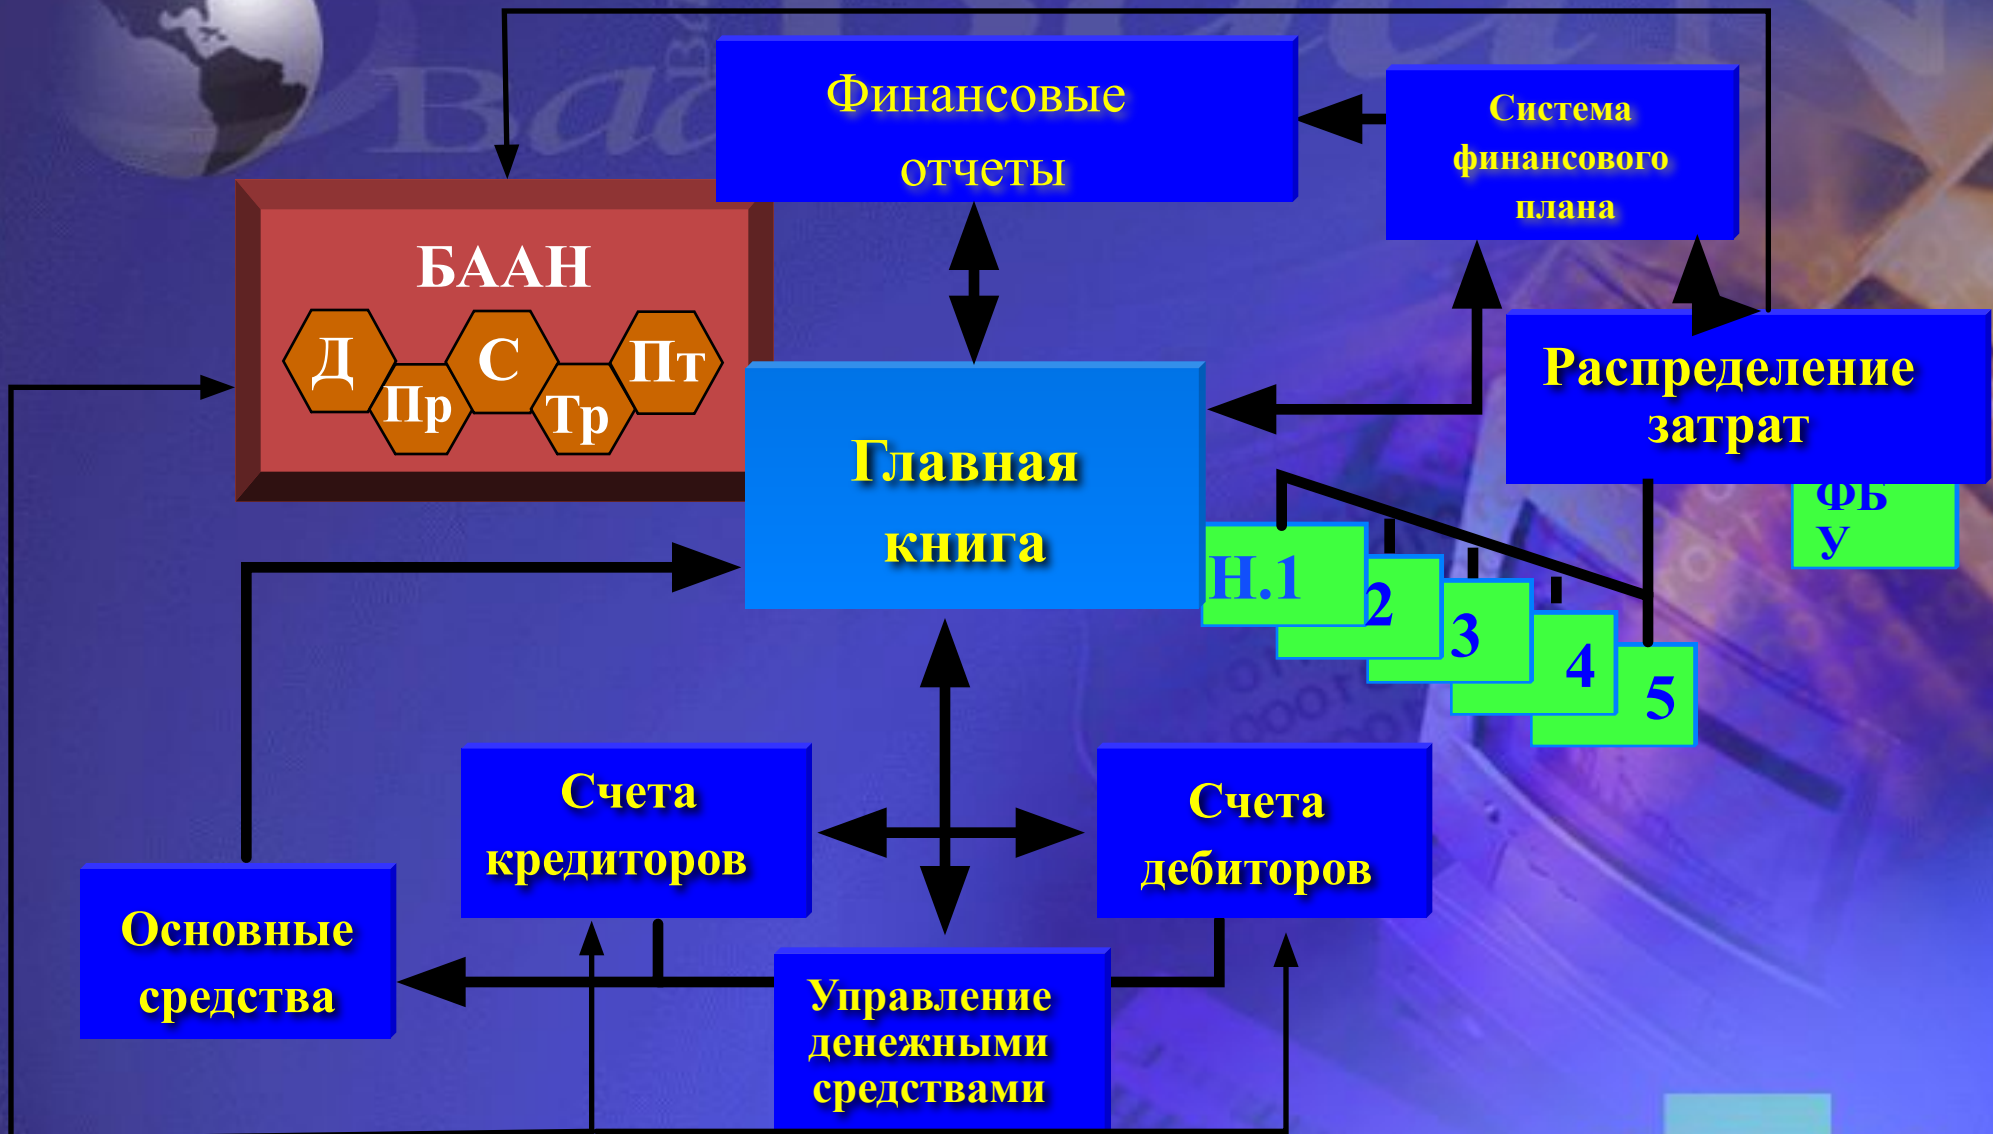 Финансовые
отчеты
Система
финансового
плана
БААН
Д
Пр
С
Тр
Пт
Распределение
затрат
Главная
книга
ФБ
У
Н.1
2
3
4
5
Счета
кредиторов
Счета
дебиторов
Основные
средства
Управление
денежными
средствами